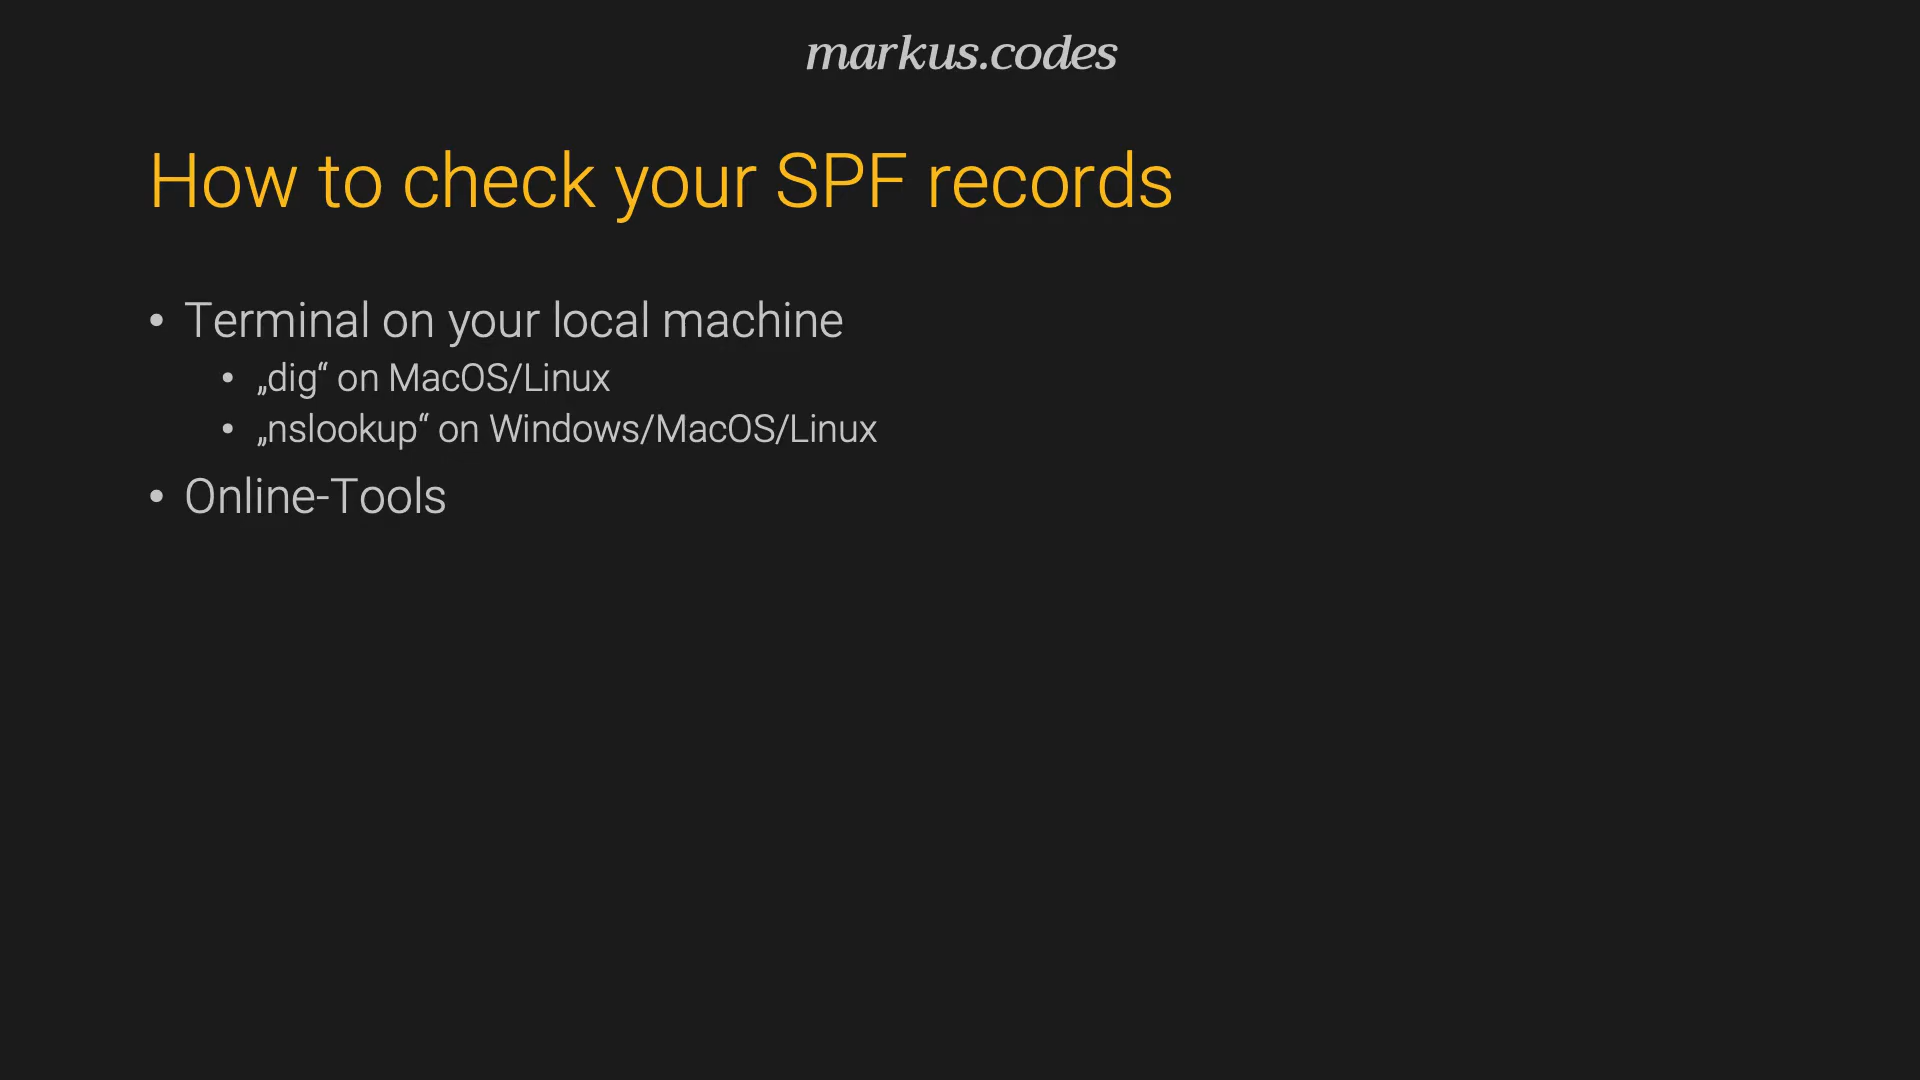 markus.codes
How to check your SPF records
• Terminal on your local machine
• „dig“ on MacOS/Linux
• „nslookup“ on Windows/MacOS/Linux
• Online-Tools